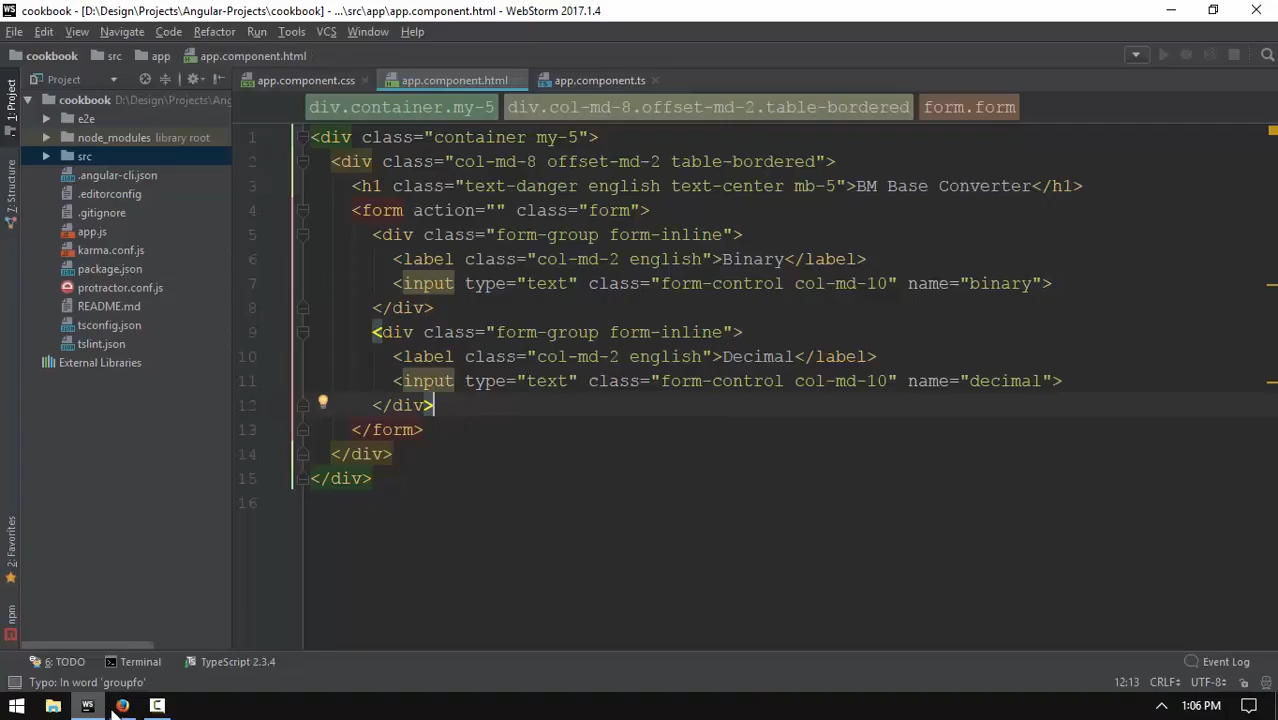 cookbook - [D:\Design\Projects\Angular-Projects\cookbook] - ...\src\app\app.component.html - WebStorm 2017.1.4
File Edit View Navigate Code Refactor Run Tools VCS Window Help
cookbook src app app.component.html
Project app.component.css app.component.html app.component.ts
div.container.my-5 div.col-md-8.offset-md-2.table-bordered form.form
1: Project
7: Structure
2: Favorites
npm
cookbook D:\Design\Projects\Ang
e2e
node_modules library root
src
.angular-cli.json
.editorconfig
.gitignore
app.js
karma.conf.js
package.json
protractor.conf.js
README.md
tsconfig.json
tslint.json
External Libraries
1 <div class="container my-5">
2 <div class="col-md-8 offset-md-2 table-bordered">
3 <h1 class="text-danger english text-center mb-5">BM Base Converter</h1>
4 <form action="" class="form">
5 <div class="form-group form-inline">
6 <label class="col-md-2 english">Binary</label>
7 <input type="text" class="form-control col-md-10" name="binary">
8 </div>
9 <div class="form-group form-inline">
10 <label class="col-md-2 english">Decimal</label>
11 <input type="text" class="form-control col-md-10" name="decimal">
12 </div>
13 </form>
14 </div>
15 </div>
16
6: TODO Terminal TypeScript 2.3.4 Event Log
Typo: In word 'groupfo' 12:13 CRLF÷ UTF-8÷
WS 1:06 PM